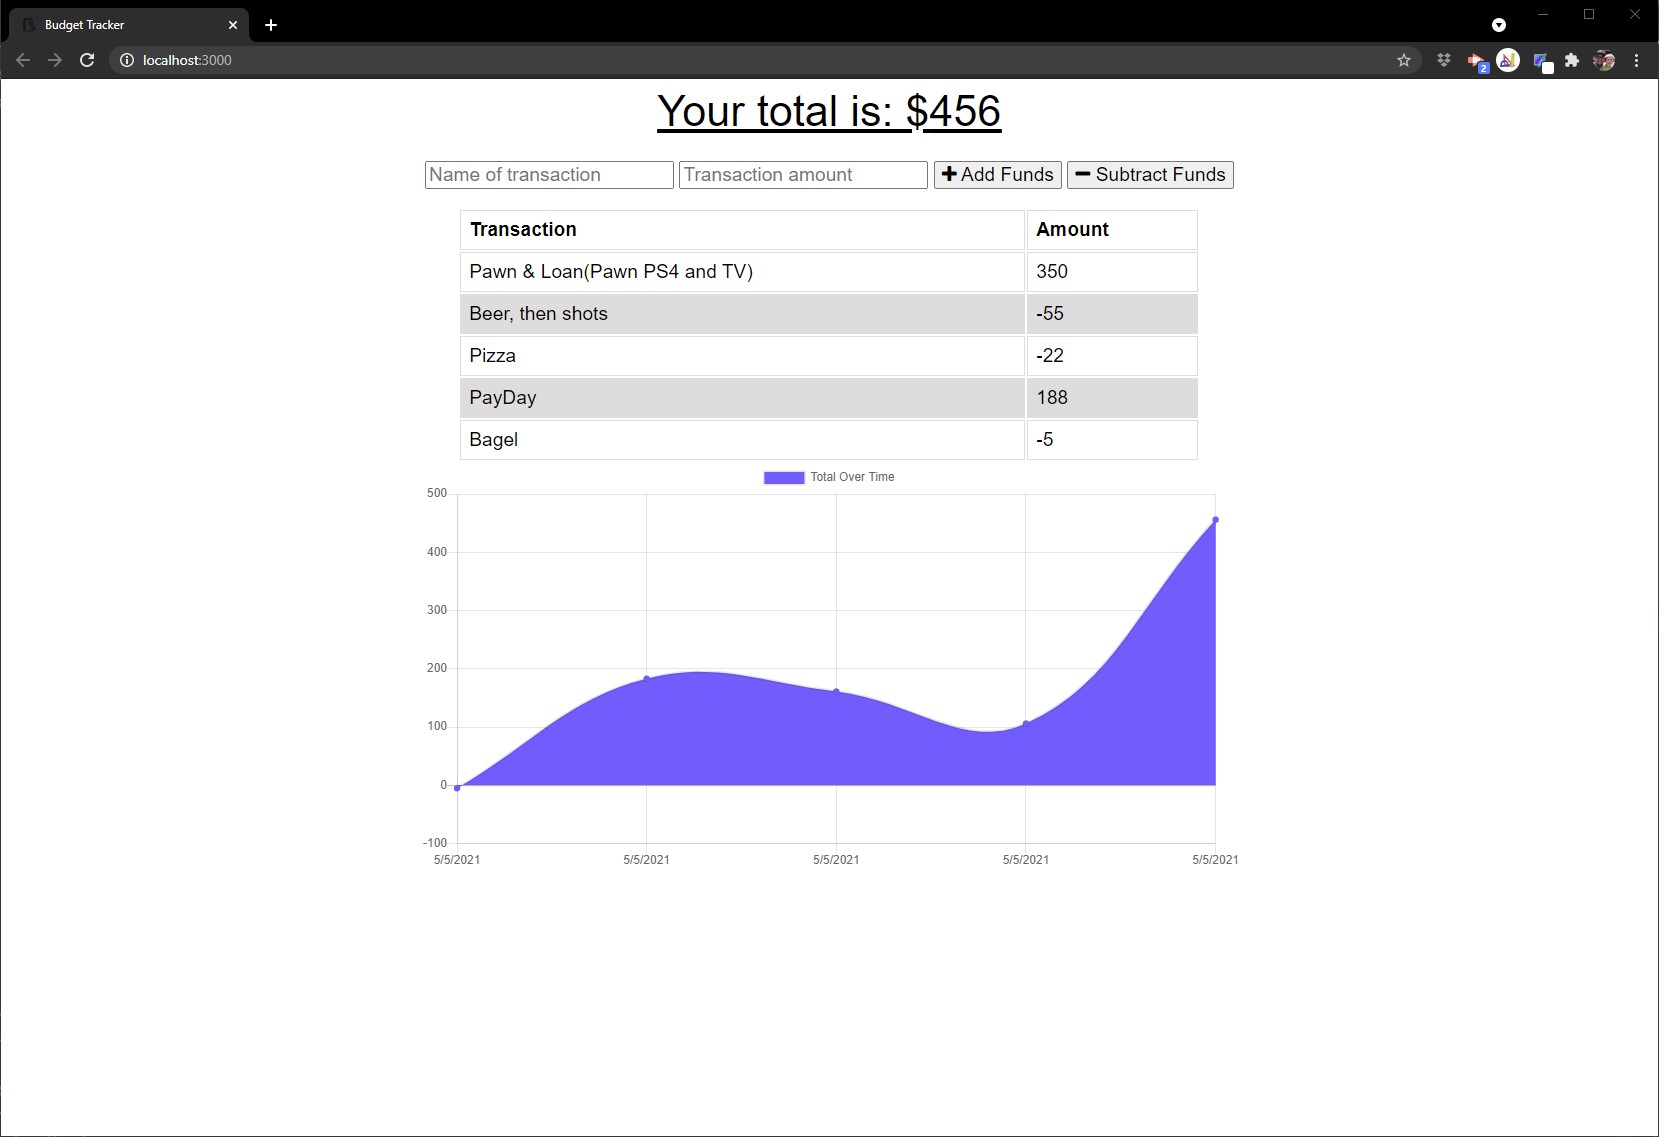 Budget Tracker
localhost:3000
2
Your total is: $456
Name of transaction Transaction amount Add Funds Subtract Funds
Transaction Amount
Pawn & Loan(Pawn PS4 and TV) 350
Beer, then shots -55
Pizza -22
PayDay 188
Bagel -5
Total Over Time
500
400
300
200
100
0
-100
5/5/2021 5/5/2021 5/5/2021 5/5/2021 5/5/2021